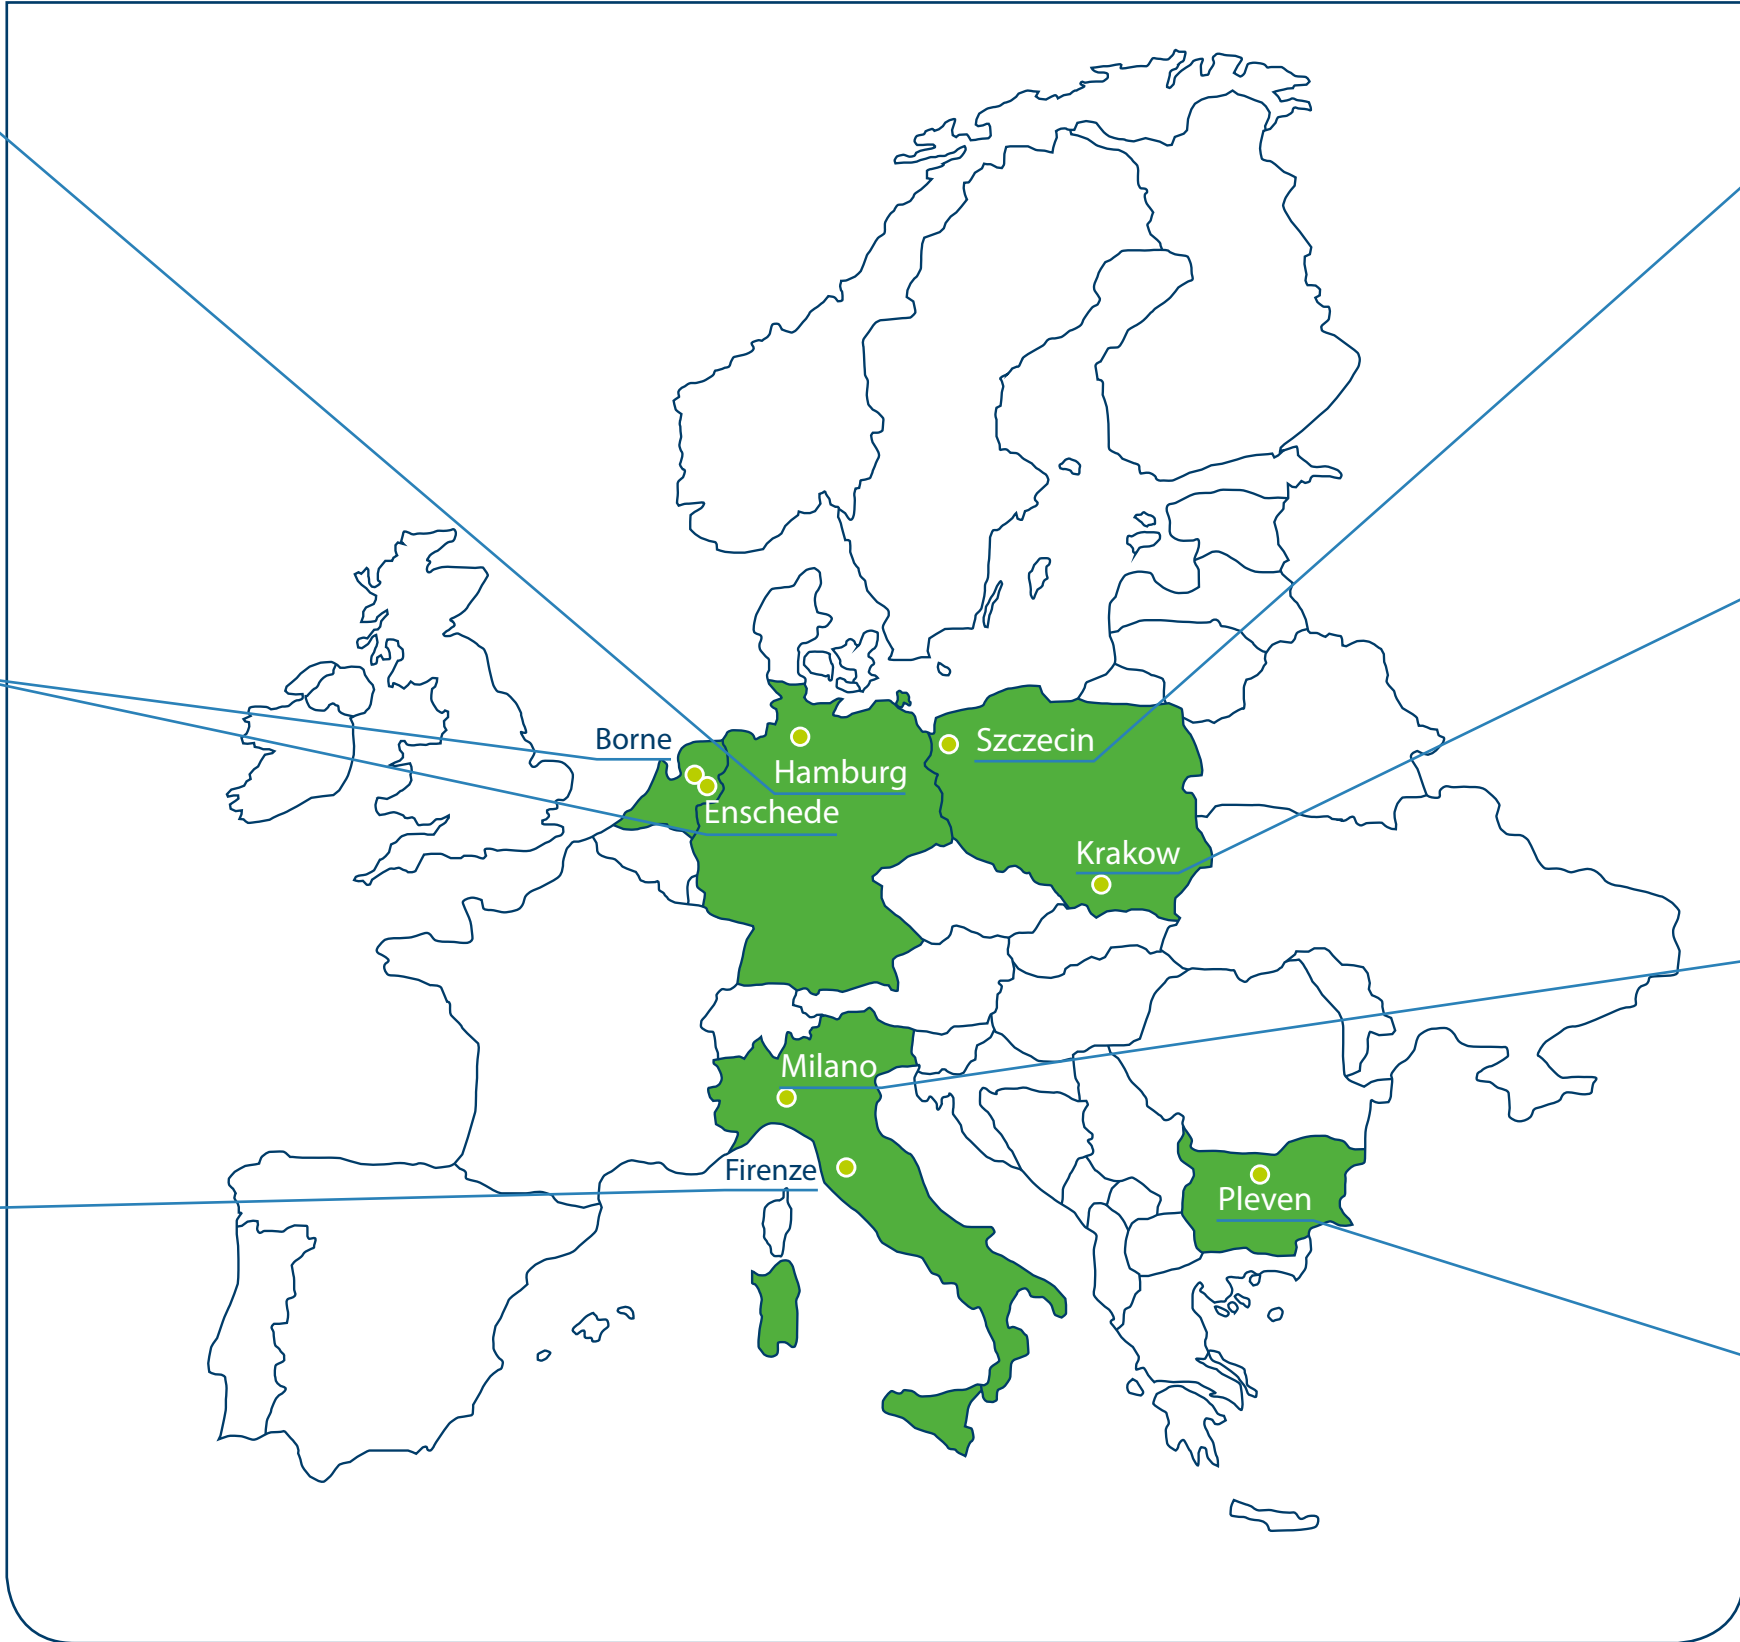 Borne
Szczecin
Hamburg
Enschede
Krakow
Milano
Firenze
Pleven